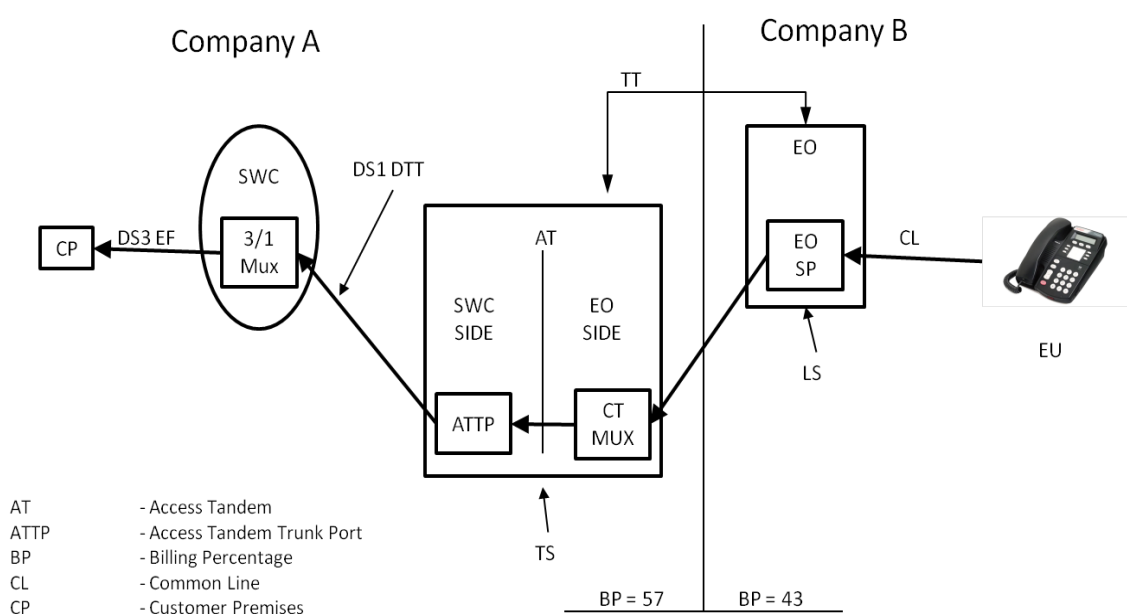 Company A
Company B
TT
EO
SWC
DS1 DTT
CP
DS3 EF
3/1
Mux
AT
EO
SP
CL
SWC
SIDE
EO
SIDE
EU
LS
ATTP
CT
MUX
TS
AT - Access Tandem
ATTP - Access Tandem Trunk Port
BP - Billing Percentage
CL - Common Line
CP - Customer Premises
BP = 57
BP = 43